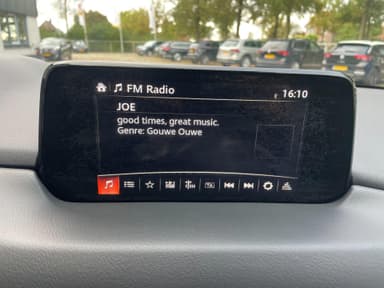 FM Radio
16:10
JOE
good times, great music.
Genre: Gouwe Ouwe